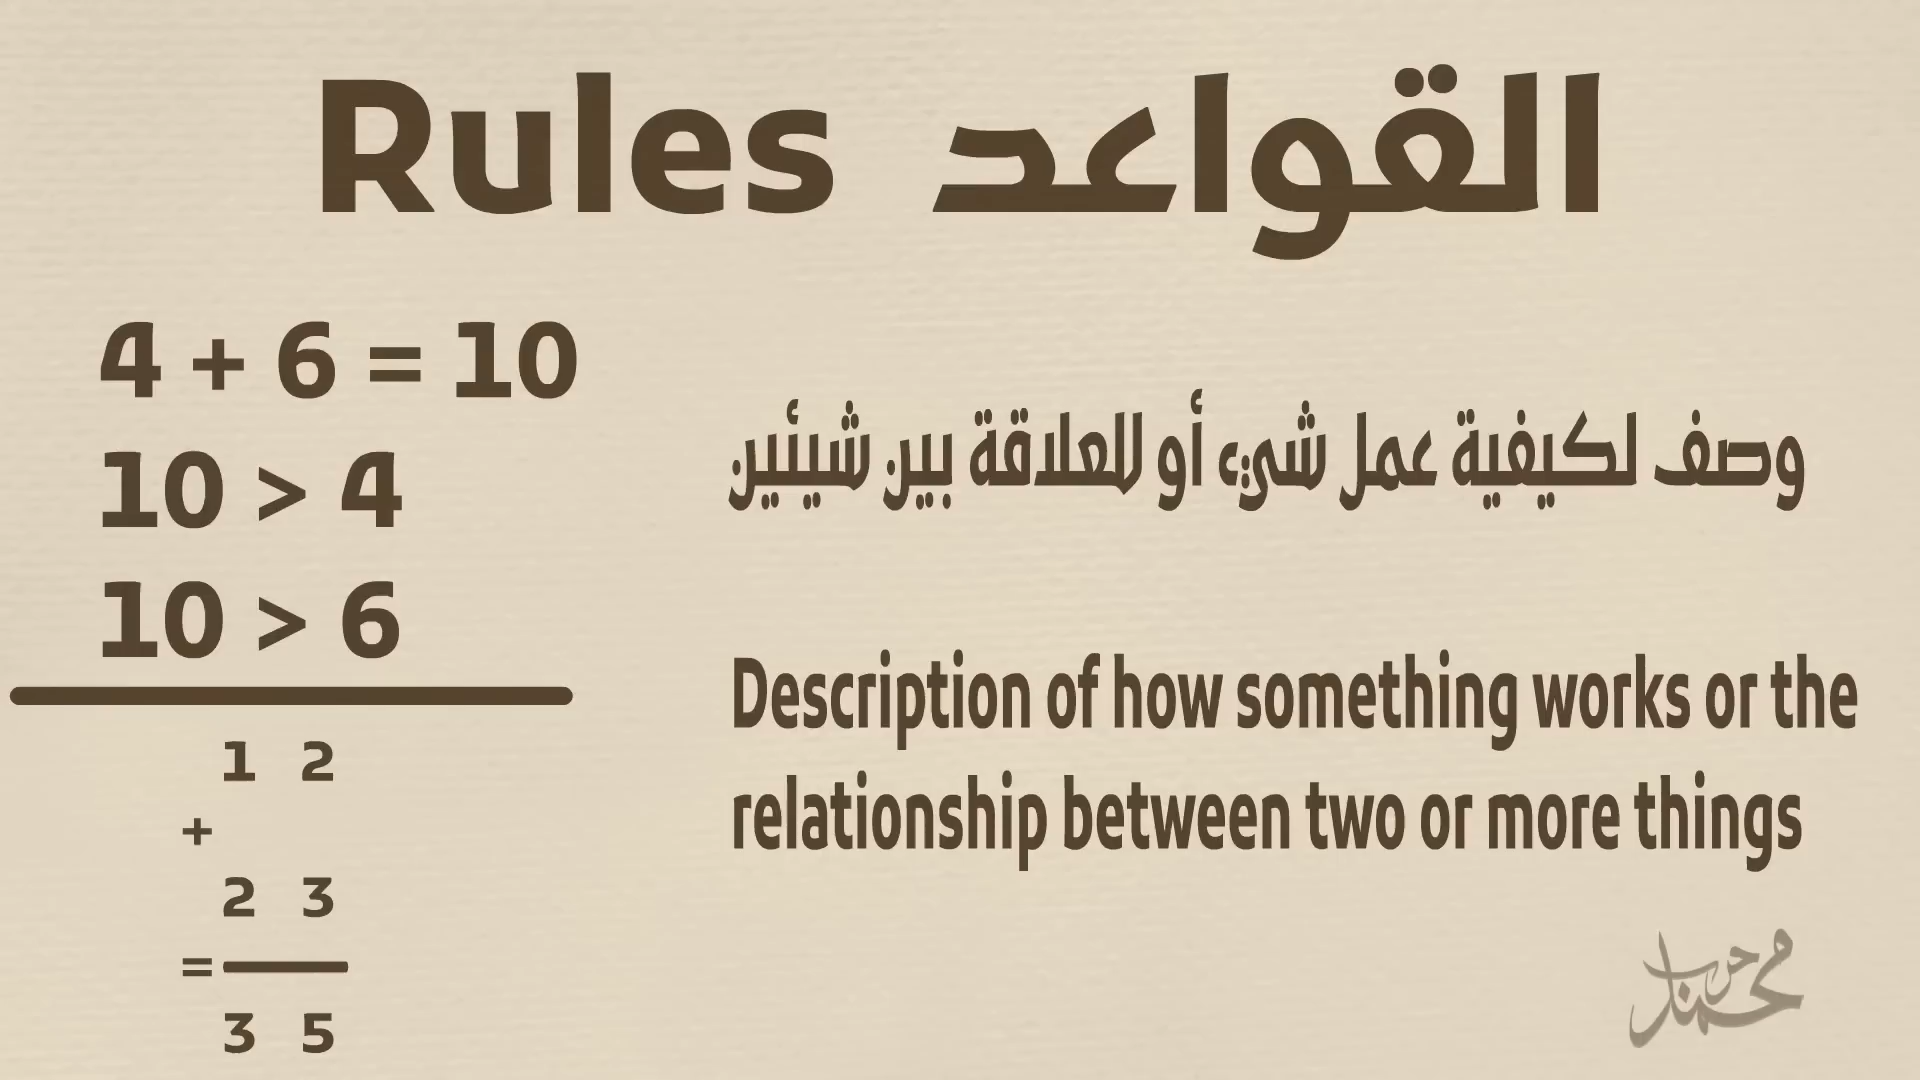 Rules القواعد
4 + 6 = 10
10 > 4
10 > 6
1 2
+
2 3
=
3 5
وصف لكيفية عمل شيء أو للعلاقة بين شيئين
Description of how something works or the
relationship between two or more things